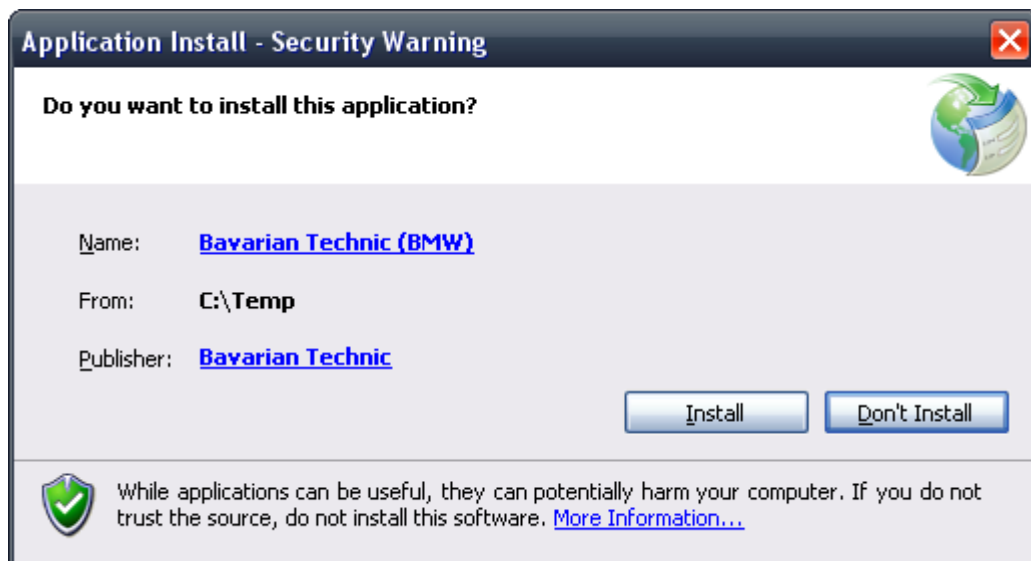 Application Install - Security Warning
Do you want to install this application?
Name: Bavarian Technic (BMW)
From: C:\Temp
Publisher: Bavarian Technic
Install Don't Install
While applications can be useful, they can potentially harm your computer. If you do not
trust the source, do not install this software. More Information...